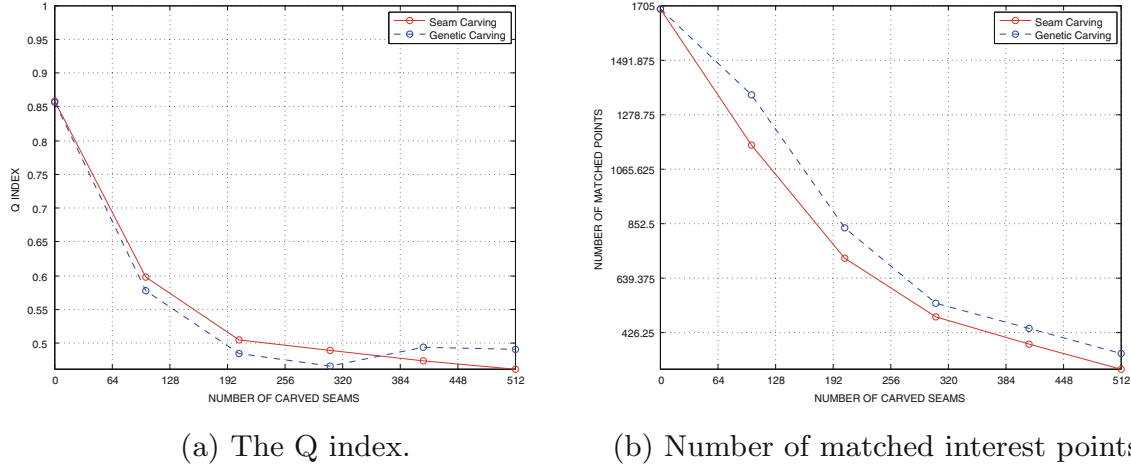 1
0.95
0.9
0.85
0.8
0.75
0.7
0.65
0.6
0.55
0.5
Q INDEX
0 64 128 192 256 320 384 448 512
NUMBER OF CARVED SEAMS
Seam Carving
Genetic Carving
(a) The Q index.
1705
1491.875
1278.75
1065.625
852.5
639.375
426.25
NUMBER OF MATCHED POINTS
0 64 128 192 256 320 384 448 512
NUMBER OF CARVED SEAMS
Seam Carving
Genetic Carving
(b) Number of matched interest points